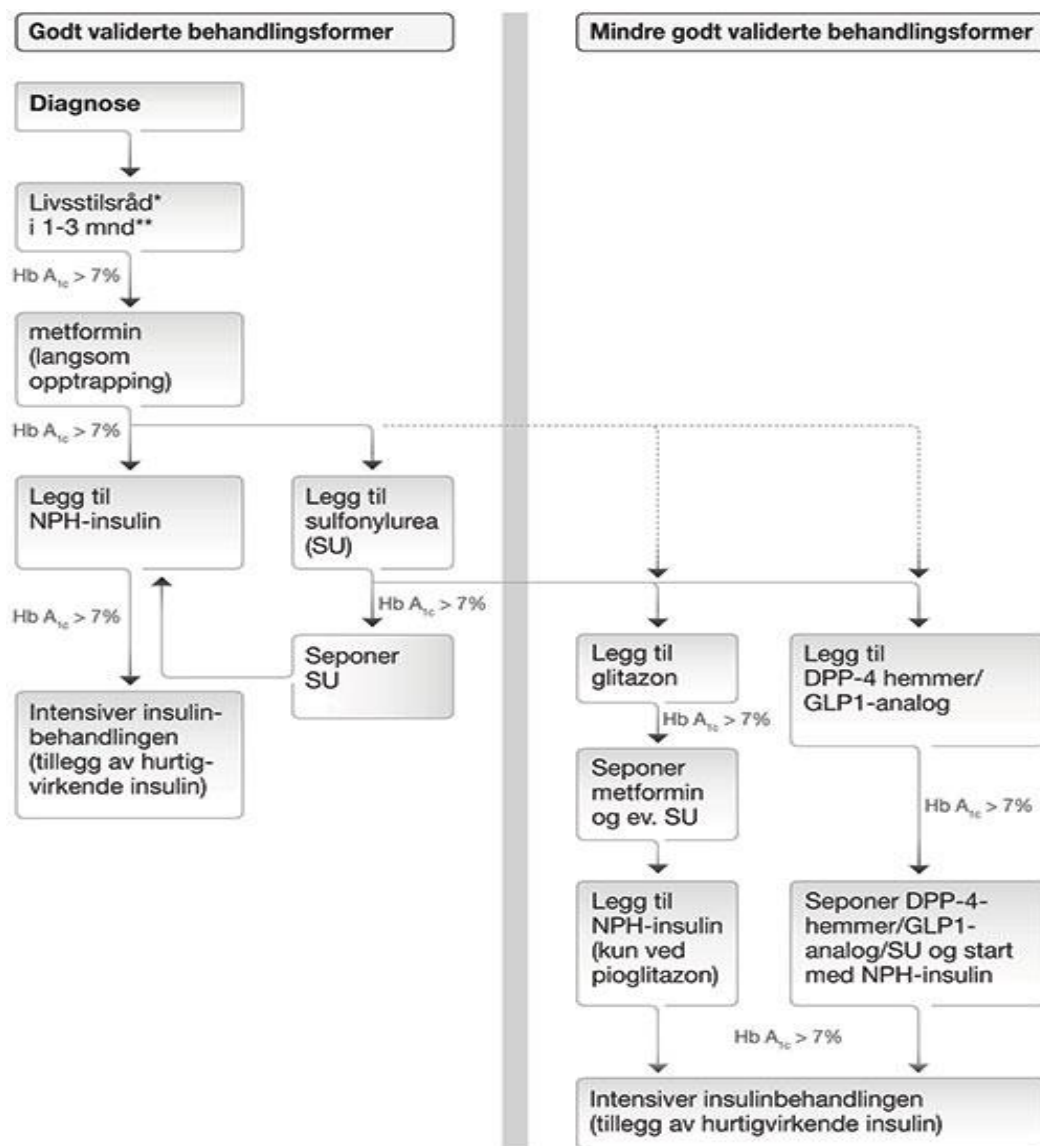 Godt validerte behandlingsformer
Diagnose
Livsstilsråd*
i 1-3 mnd**
Hb A1c > 7%
metformin
(langsom
opptrapping)
Hb A1c > 7%
Legg til
NPH-insulin
Legg til
sulfonylurea
(SU)
Hb A1c > 7%
Hb A1c > 7%
Seponer
SU
Intensiver insulin-
behandlingen
(tillegg av hurtig-
virkende insulin)
Mindre godt validerte behandlingsformer
Legg til
glitazon
Hb A1c > 7%
Seponer
metformin
og ev. SU
Legg til
NPH-insulin
(kun ved
pioglitazon)
Legg til
DPP-4 hemmer/
GLP1-analog
Hb A1c > 7%
Seponer DPP-4-
hemmer/GLP1-
analog/SU og start
med NPH-insulin
Hb A1c > 7%
Intensiver insulinbehandlingen
(tillegg av hurtigvirkende insulin)